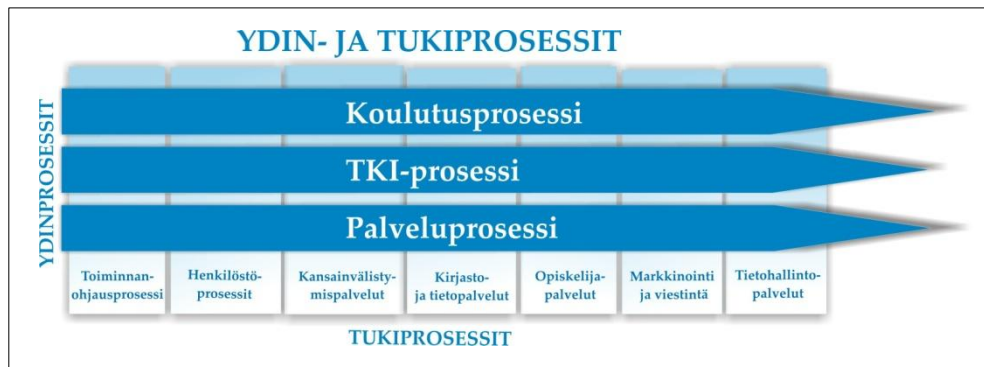 YDIN- JA TUKIPROSESSIT
YDINPROSESSIT
Koulutusprosessi
TKI-prosessi
Palveluprosessi
Toiminnan-
ohjausprosessi
Henkilöstö-
prosessit
Kansainvälisty-
mispalvelut
Kirjasto-
ja tietopalvelut
Opiskelija-
palvelut
Markkinointi
ja viestintä
Tietohallinto-
palvelut
TUKIPROSESSIT